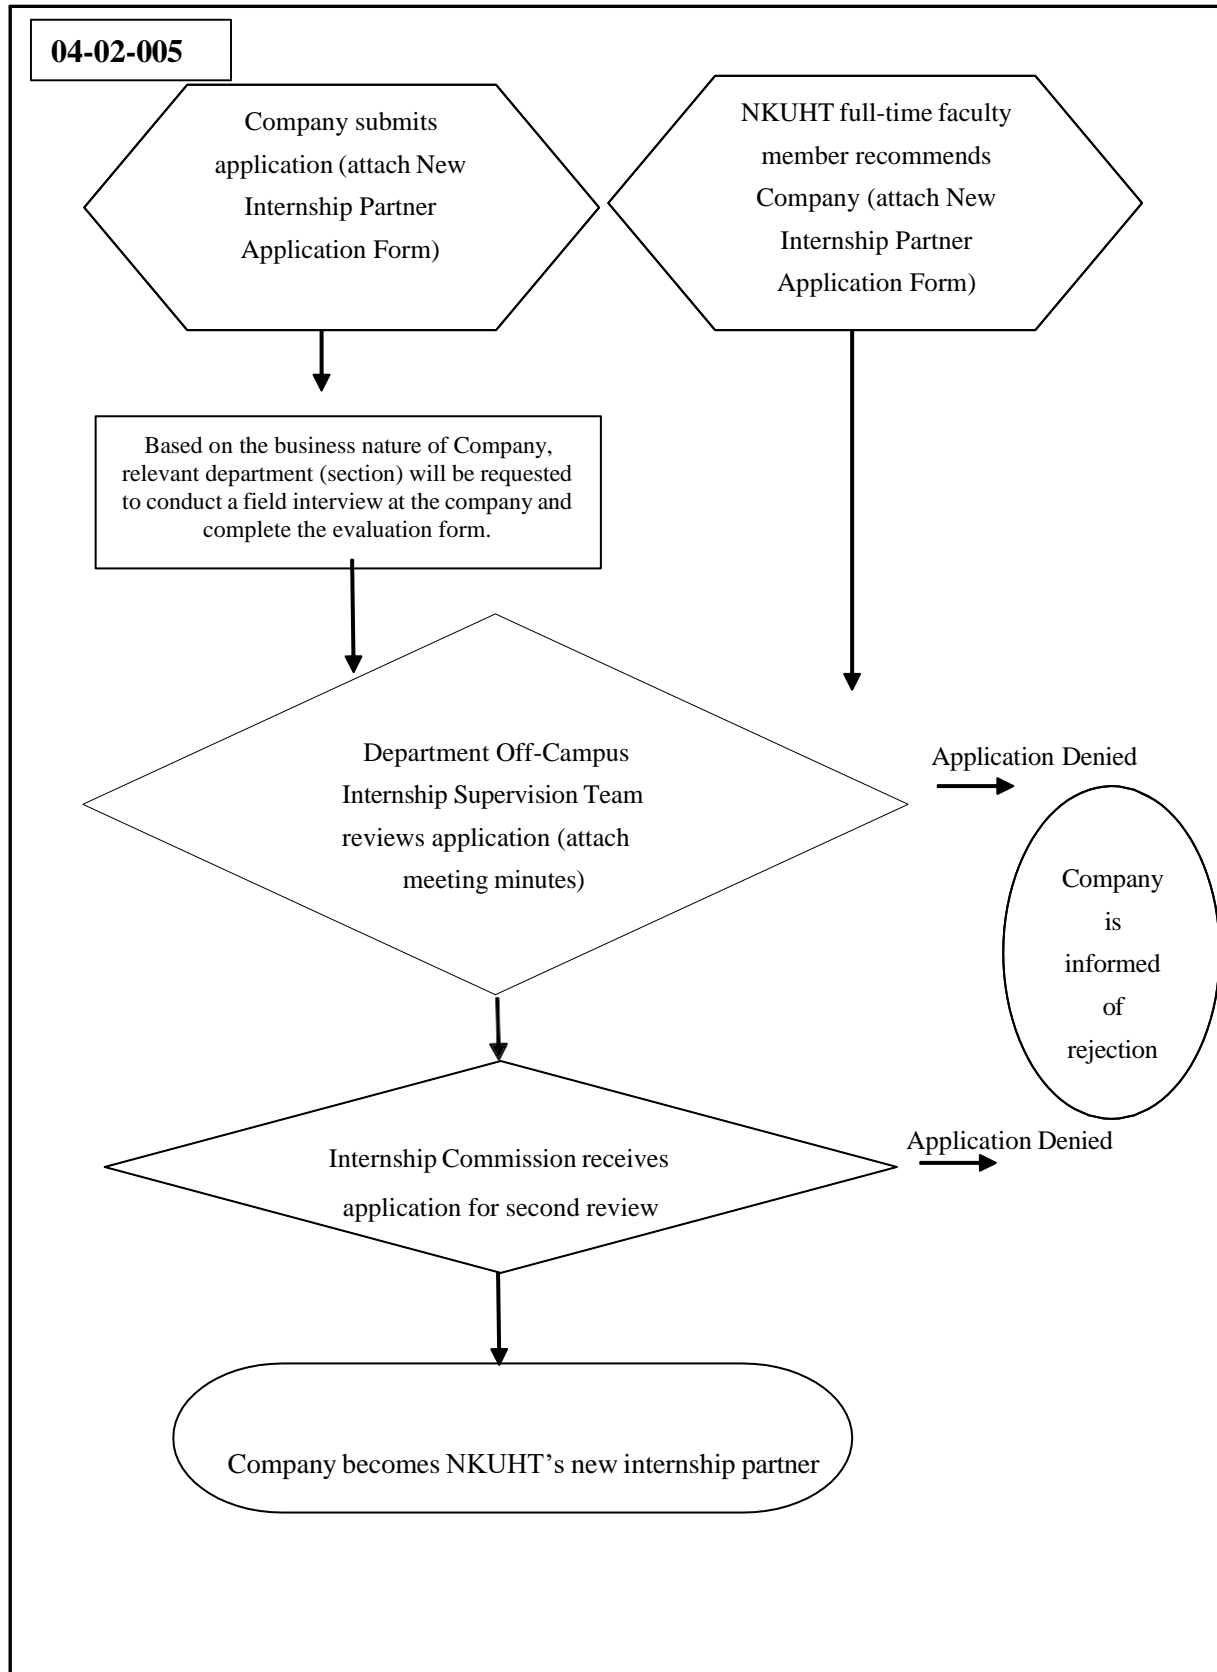 04-02-005
Company submits
application (attach New
Internship Partner
Application Form)
NKUHT full-time faculty
member recommends
Company (attach New
Internship Partner
Application Form)
Based on the business nature of Company,
relevant department (section) will be requested
to conduct a field interview at the company and
complete the evaluation form.
Department Off-Campus
Internship Supervision Team
reviews application (attach
meeting minutes)
Application Denied
Company
is
informed
of
rejection
Internship Commission receives
application for second review
Application Denied
Company becomes NKUHT’s new internship partner